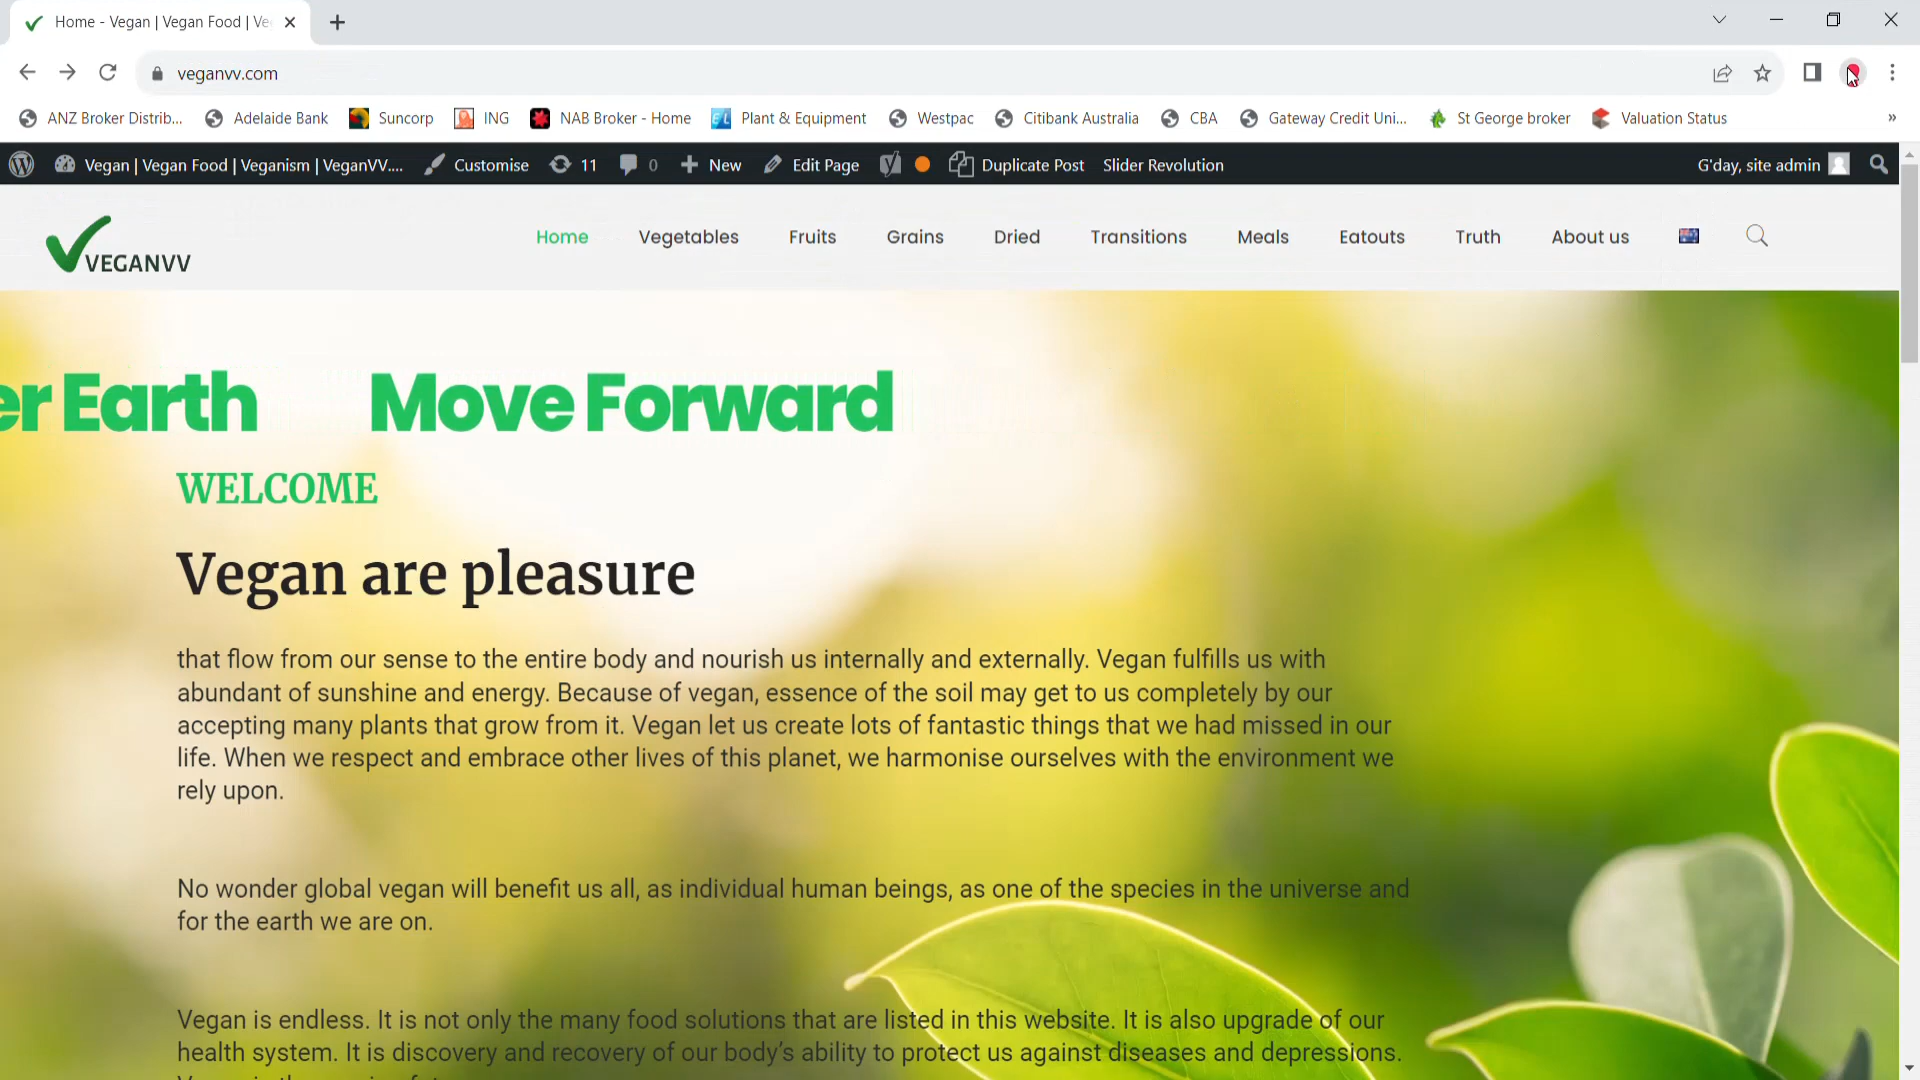 Home - Vegan | Vegan Food | Ve
veganvv.com
ANZ Broker Distrib... Adelaide Bank Suncorp ING NAB Broker - Home Plant & Equipment Westpac Citibank Australia CBA Gateway Credit Uni... St George broker Valuation Status »
Vegan | Vegan Food | Veganism | VeganVV.... Customise 11 0 New Edit Page Duplicate Post Slider Revolution G'day, site admin
VEGANVV
Home Vegetables Fruits Grains Dried Transitions Meals Eatouts Truth About us
er Earth Move Forward
WELCOME
Vegan are pleasure
that flow from our sense to the entire body and nourish us internally and externally. Vegan fulfills us with
abundant of sunshine and energy. Because of vegan, essence of the soil may get to us completely by our
accepting many plants that grow from it. Vegan let us create lots of fantastic things that we had missed in our
life. When we respect and embrace other lives of this planet, we harmonise ourselves with the environment we
rely upon.
No wonder global vegan will benefit us all, as individual human beings, as one of the species in the universe and
for the earth we are on.
Vegan is endless. It is not only the many food solutions that are listed in this website. It is also upgrade of our
health system. It is discovery and recovery of our body's ability to protect us against diseases and depressions.